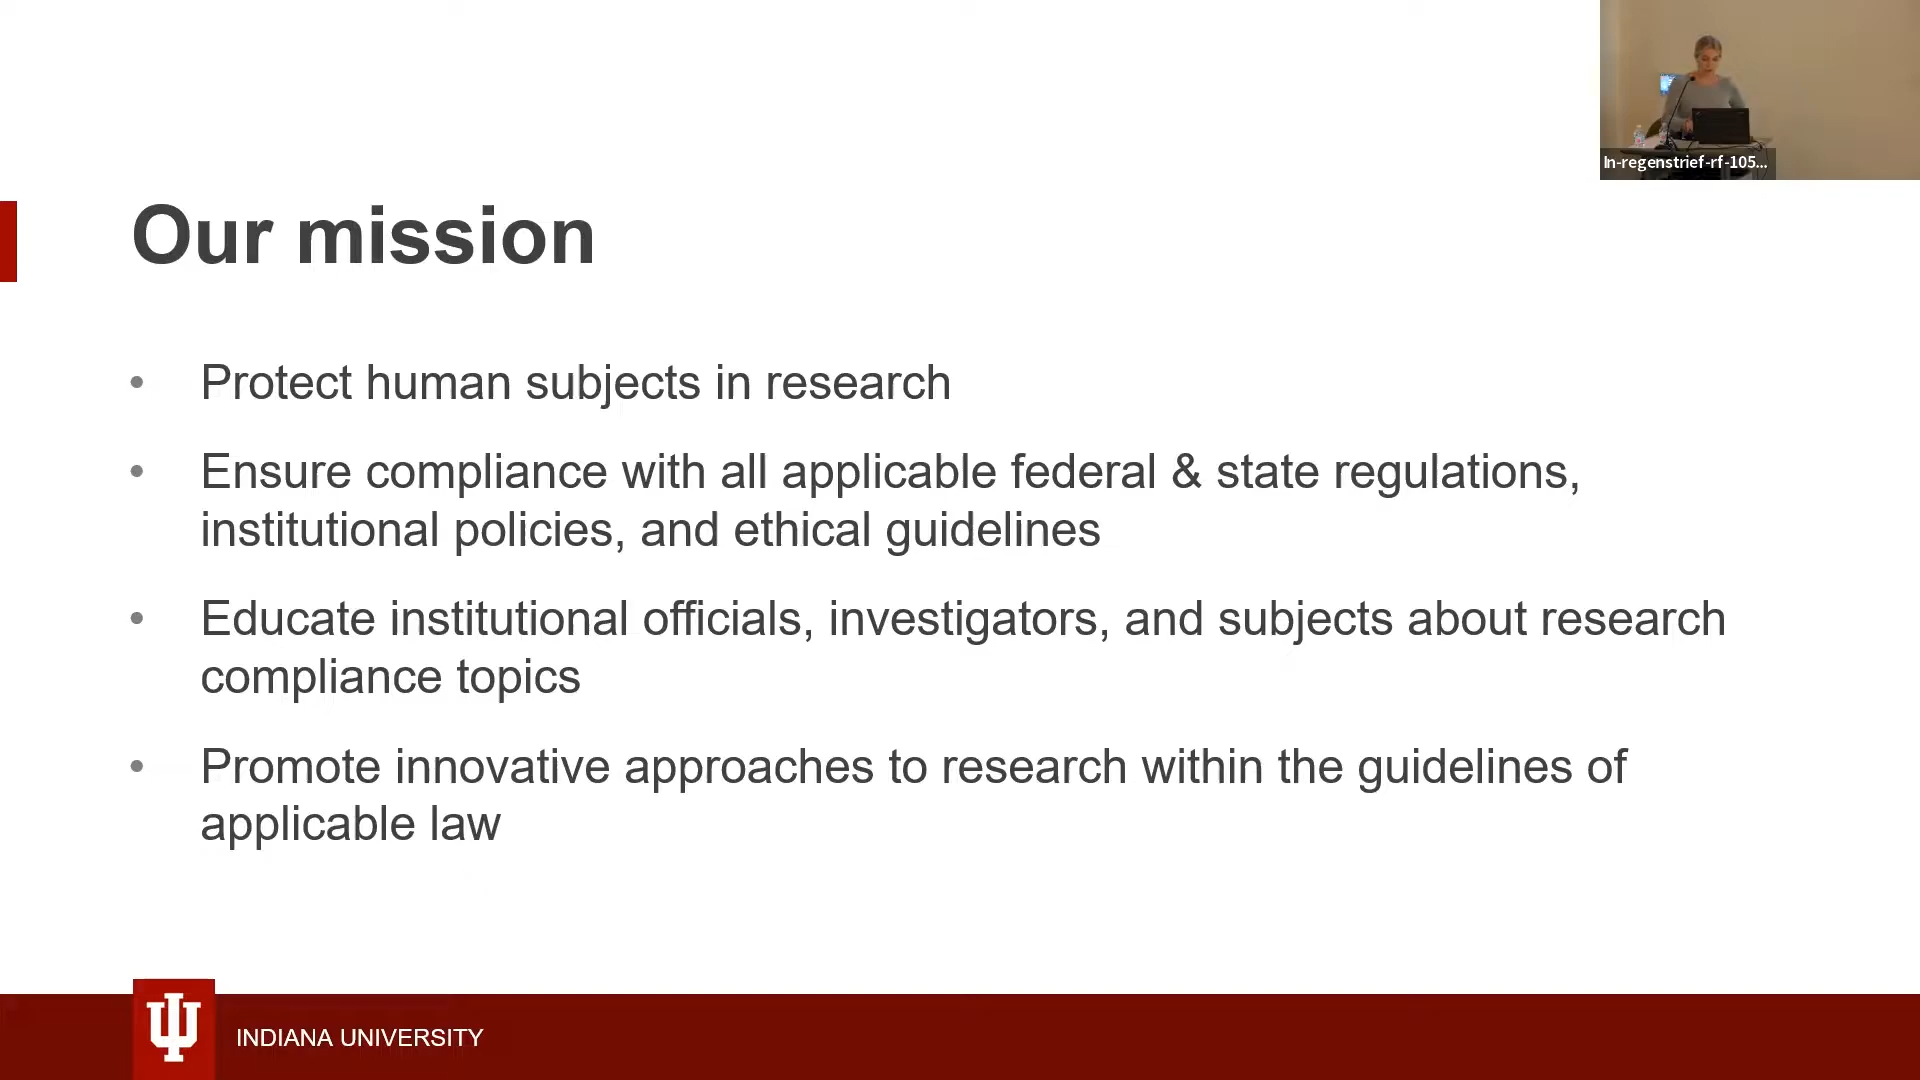 In-regenstrief-rf-105...
Our mission
• Protect human subjects in research
• Ensure compliance with all applicable federal & state regulations,
institutional policies, and ethical guidelines
• Educate institutional officials, investigators, and subjects about research
compliance topics
• Promote innovative approaches to research within the guidelines of
applicable law
INDIANA UNIVERSITY